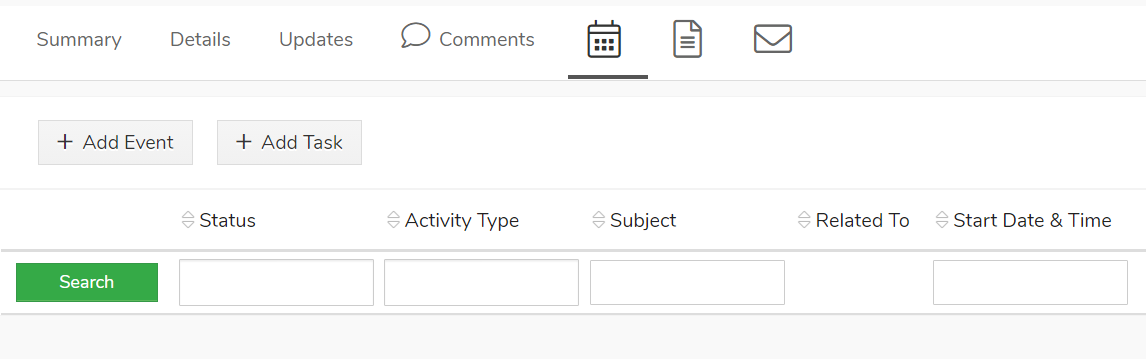 Summary Details Updates Comments
+ Add Event + Add Task
Status Activity Type Subject Related To Start Date & Time
Search